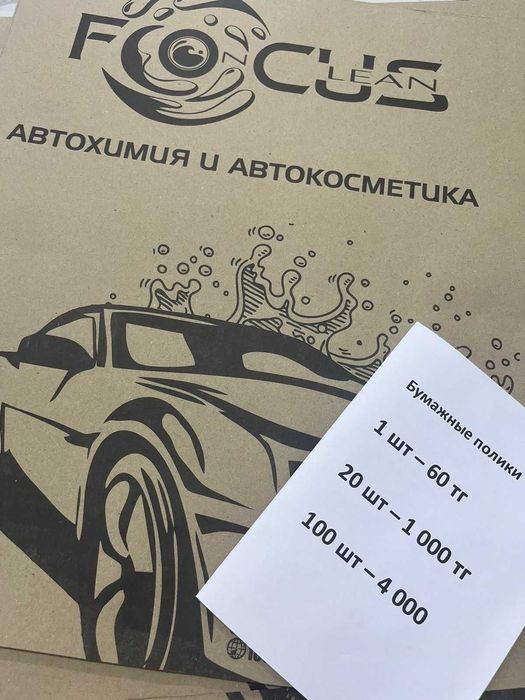 FOCUS
ON CLEAN
АВТОХИМИЯ И АВТОКОСМЕТИКА
Бумажные полики
1 шт – 60 тг
20 шт – 1 000 тг
100 шт – 4 000